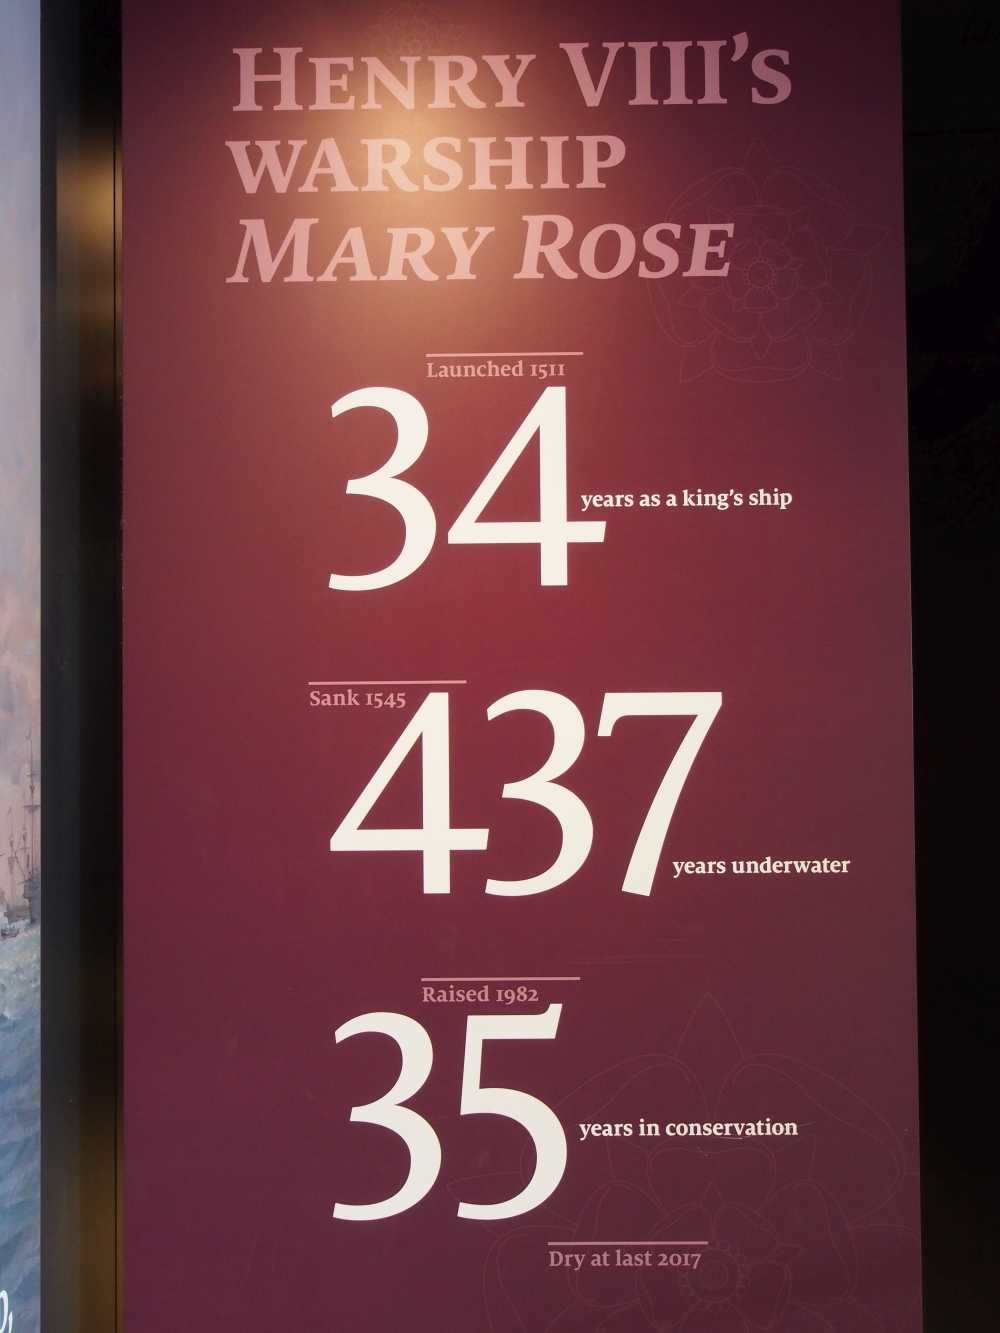 HENRY VIII'S
WARSHIP
MARY ROSE
Launched 1511
34
years as a king's ship
Sank 1545
437
years underwater
Raised 1982
35
years in conservation
Dry at last 2017